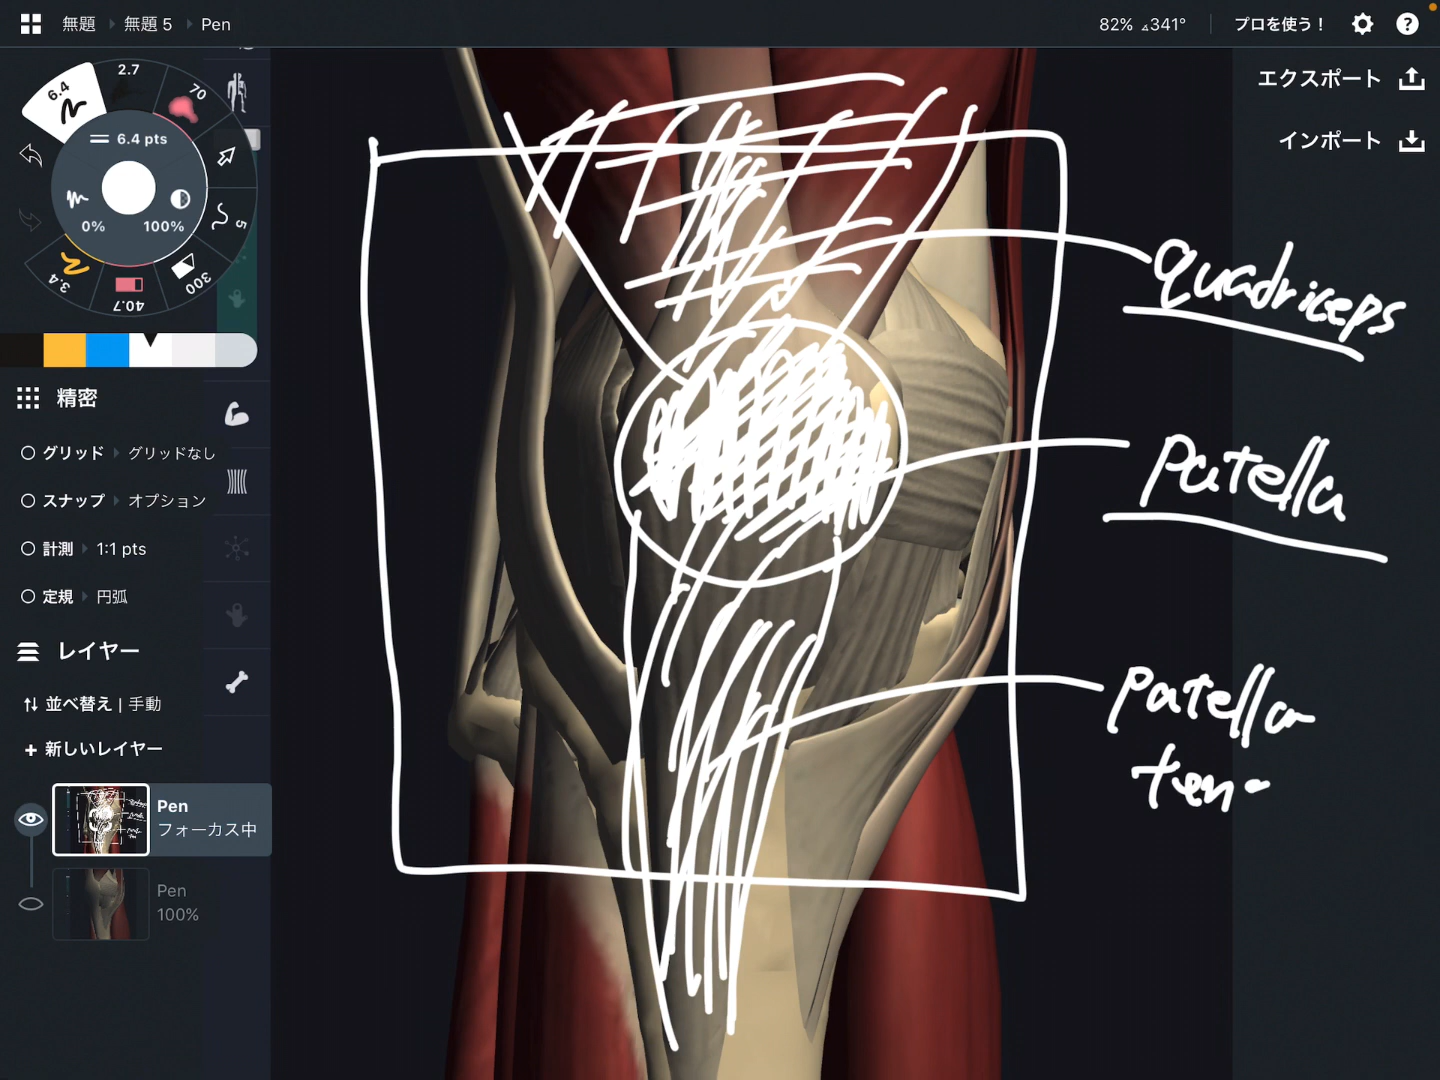 無題 無題 5 Pen
82% ⦟341° プロを使う！
エクスポート
インポート
2.7
6.4
70
6.4 pts
0% 100%
5
3.4
40.7
300
精密
グリッド グリッドなし
スナップ オプション
計測 1:1 pts
定規 円弧
レイヤー
並べ替え | 手動
+ 新しいレイヤー
Pen
フォーカス中
Pen
100%
quadriceps
patella
patella